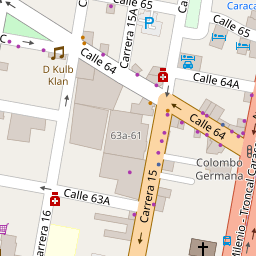 Calle 65
Calle 65
Carac
Carrera 15A
Calle 64
D Kulb
Klan
Calle 64A
63a-61
Calle 64
Colombo
Germana
Calle 63A
Carrera 15
Carrera 16
Milenio - Troncal Carac